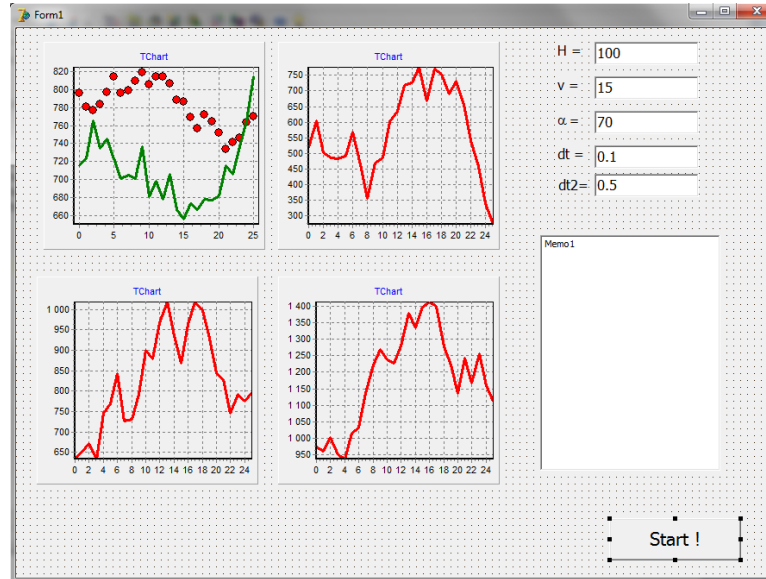 Form1
TChart
820
800
780
760
740
720
700
680
660
0 5 10 15 20 25
TChart
750
700
650
600
550
500
450
400
350
300
0 2 4 6 8 10 12 14 16 18 20 22 24
H = 100
v = 15
α = 70
dt = 0.1
dt2= 0.5
Memo1
TChart
1 000
950
900
850
800
750
700
650
0 2 4 6 8 10 12 14 16 18 20 22 24
TChart
1 400
1 350
1 300
1 250
1 200
1 150
1 100
1 050
1 000
950
0 2 4 6 8 10 12 14 16 18 20 22 24
Start !